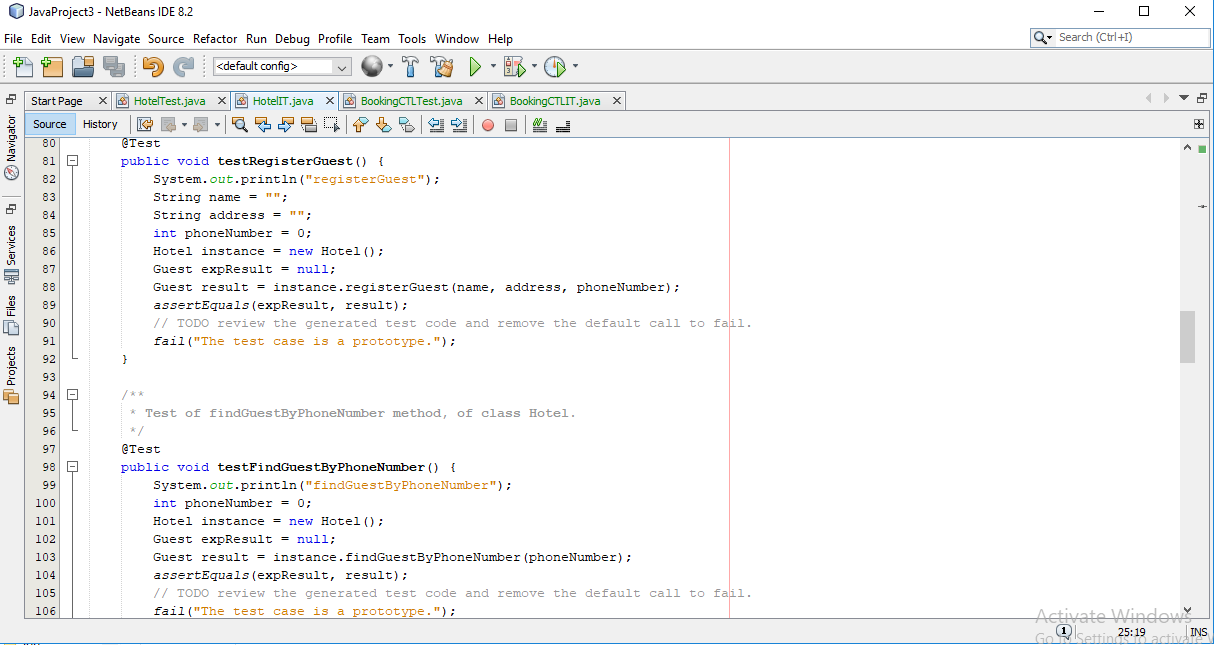 JavaProject3 - NetBeans IDE 8.2
File Edit View Navigate Source Refactor Run Debug Profile Team Tools Window Help
Search (Ctrl+I)
<default config>
Start Page HotelTest.java HotelIT.java BookingCTLTest.java BookingCTLIT.java
Source History
Navigator
Services
Files
Projects
80 @Test
81 public void testRegisterGuest() {
82 System.out.println("registerGuest");
83 String name = "";
84 String address = "";
85 int phoneNumber = 0;
86 Hotel instance = new Hotel();
87 Guest expResult = null;
88 Guest result = instance.registerGuest(name, address, phoneNumber);
89 assertEquals(expResult, result);
90 // TODO review the generated test code and remove the default call to fail.
91 fail("The test case is a prototype.");
92 }
93
94 /**
95 * Test of findGuestByPhoneNumber method, of class Hotel.
96 */
97 @Test
98 public void testFindGuestByPhoneNumber() {
99 System.out.println("findGuestByPhoneNumber");
100 int phoneNumber = 0;
101 Hotel instance = new Hotel();
102 Guest expResult = null;
103 Guest result = instance.findGuestByPhoneNumber(phoneNumber);
104 assertEquals(expResult, result);
105 // TODO review the generated test code and remove the default call to fail.
106 fail("The test case is a prototype.");
Activate Windows
1 25:19 INS
Go to Settings to activate W